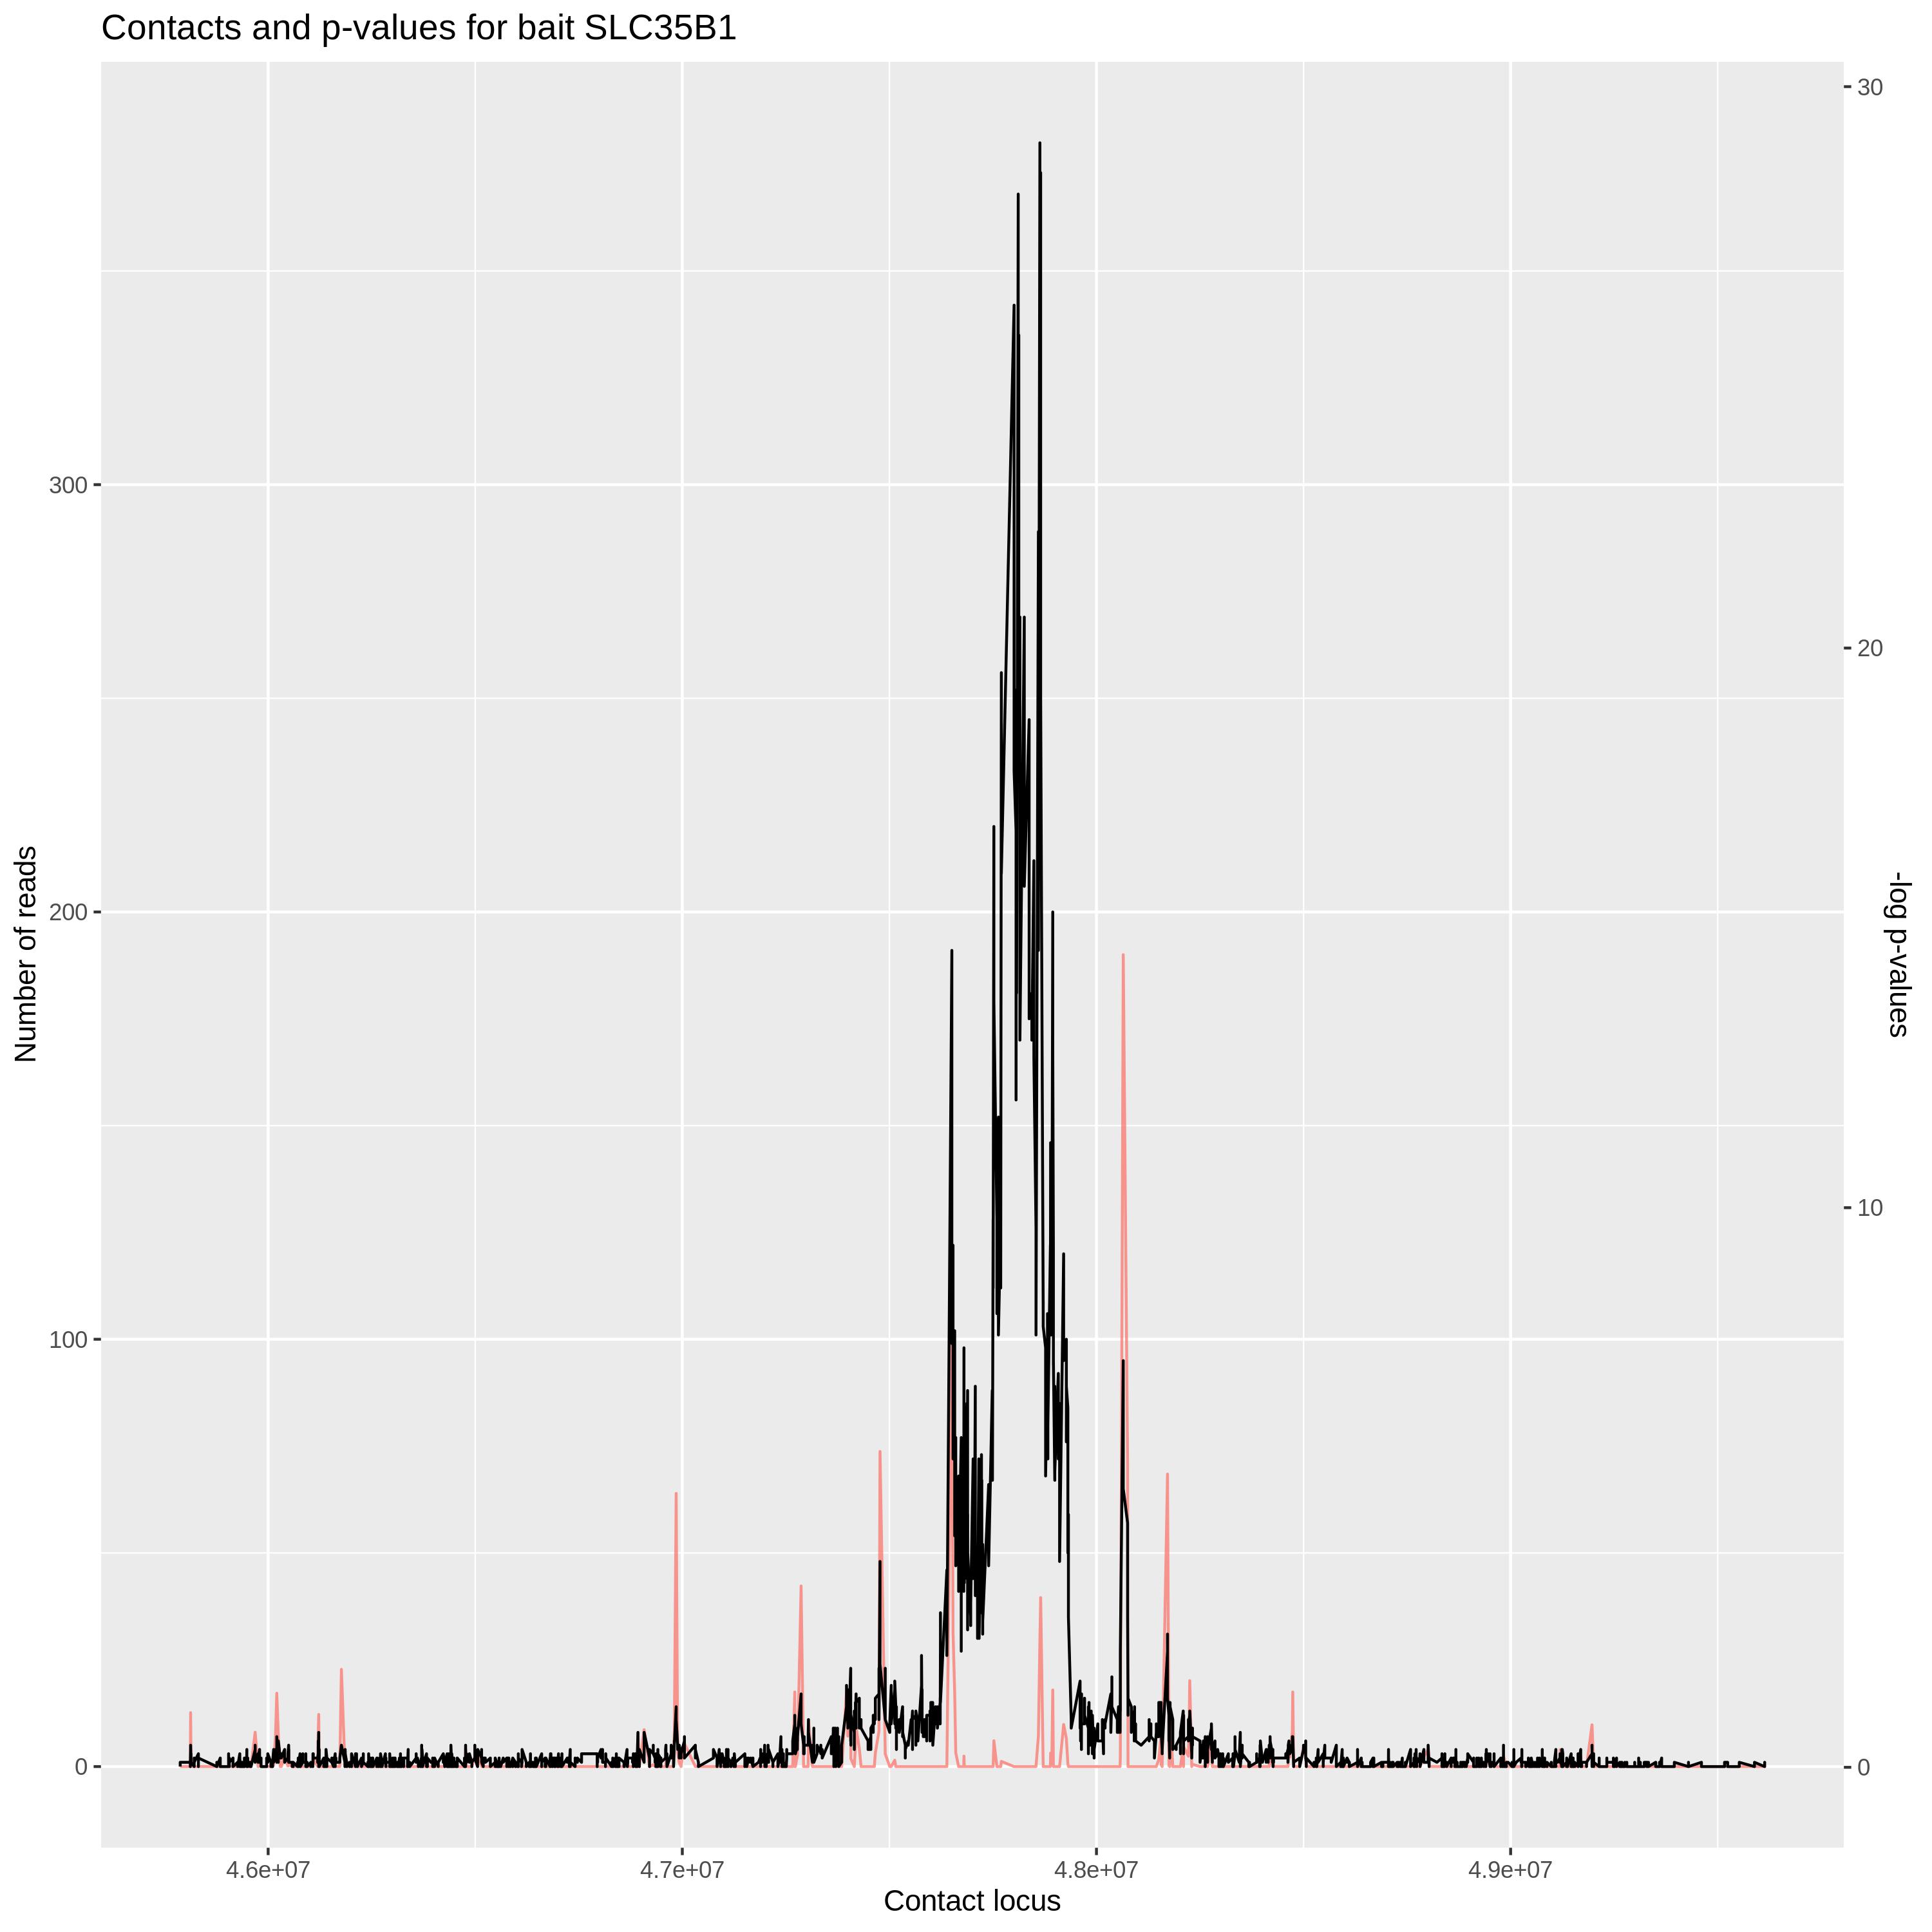 Contacts and p-values for bait SLC35B1
30
300
20
200
Number of reads
-log p-values
10
100
0
0
4.6e+07
4.7e+07
4.8e+07
4.9e+07
Contact locus